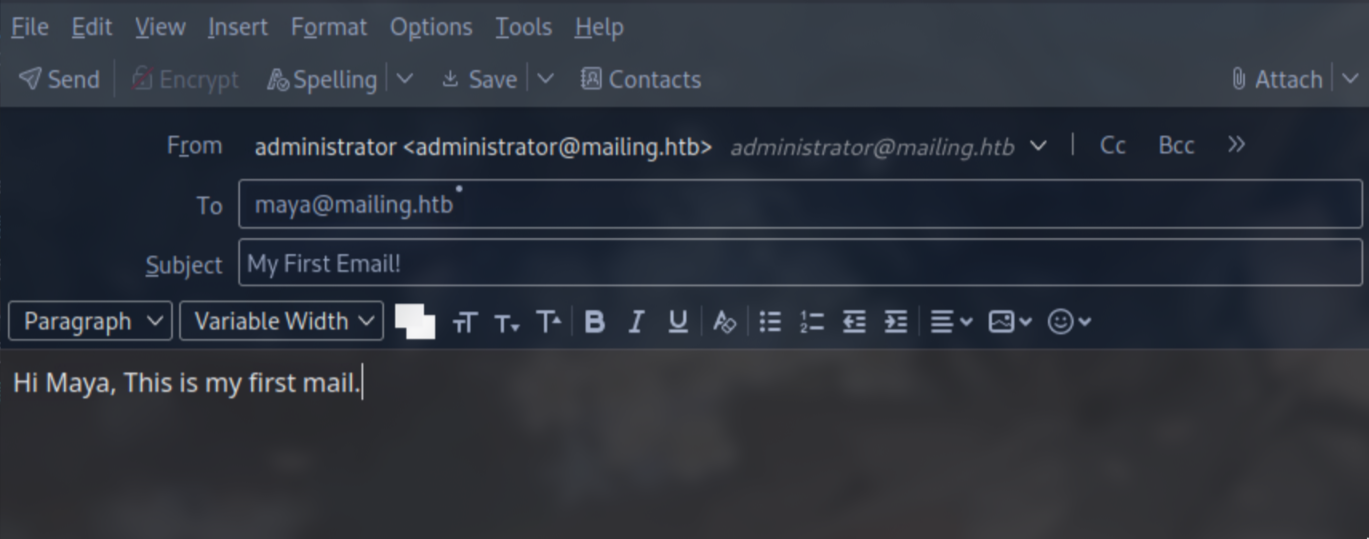 File Edit View Insert Format Options Tools Help
Send Encrypt Spelling Save Contacts Attach
From administrator <administrator@mailing.htb> administrator@mailing.htb Cc Bcc
To maya@mailing.htb
Subject My First Email!
Paragraph Variable Width
Hi Maya, This is my first mail.